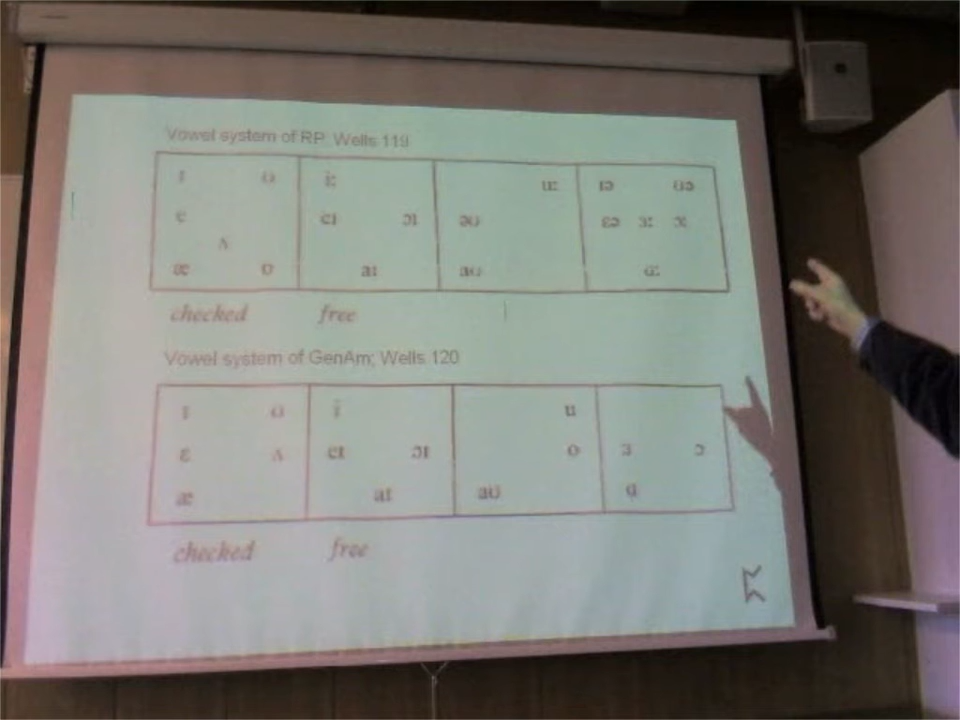 Vowel system of RP; Wells 119
ɪ ʊ iː uː ɪə ʊə
e eɪ ɔɪ əʊ ɛə ɜː ɔː
ʌ
æ ɒ aɪ aʊ ɑː
checked free
Vowel system of GenAm; Wells 120
ɪ ʊ i u
ɛ ʌ eɪ ɔɪ o ɜ ɔ
æ aɪ aʊ ɑ
checked free